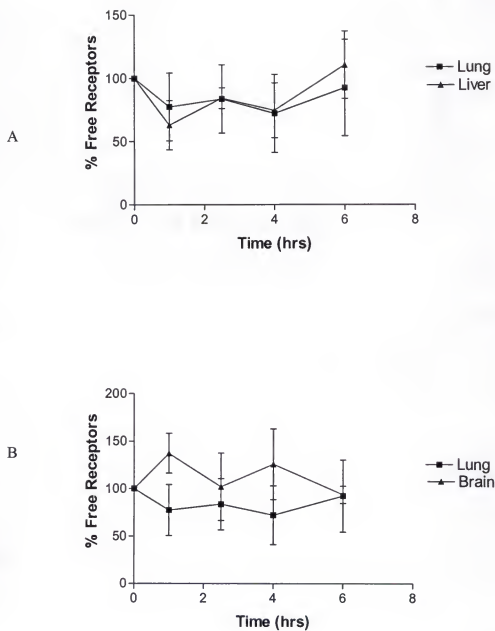 A
% Free Receptors
150
100
50
0
0 2 4 6 8
Time (hrs)
Lung
Liver
B
% Free Receptors
200
150
100
50
0
0 2 4 6 8
Time (hrs)
Lung
Brain